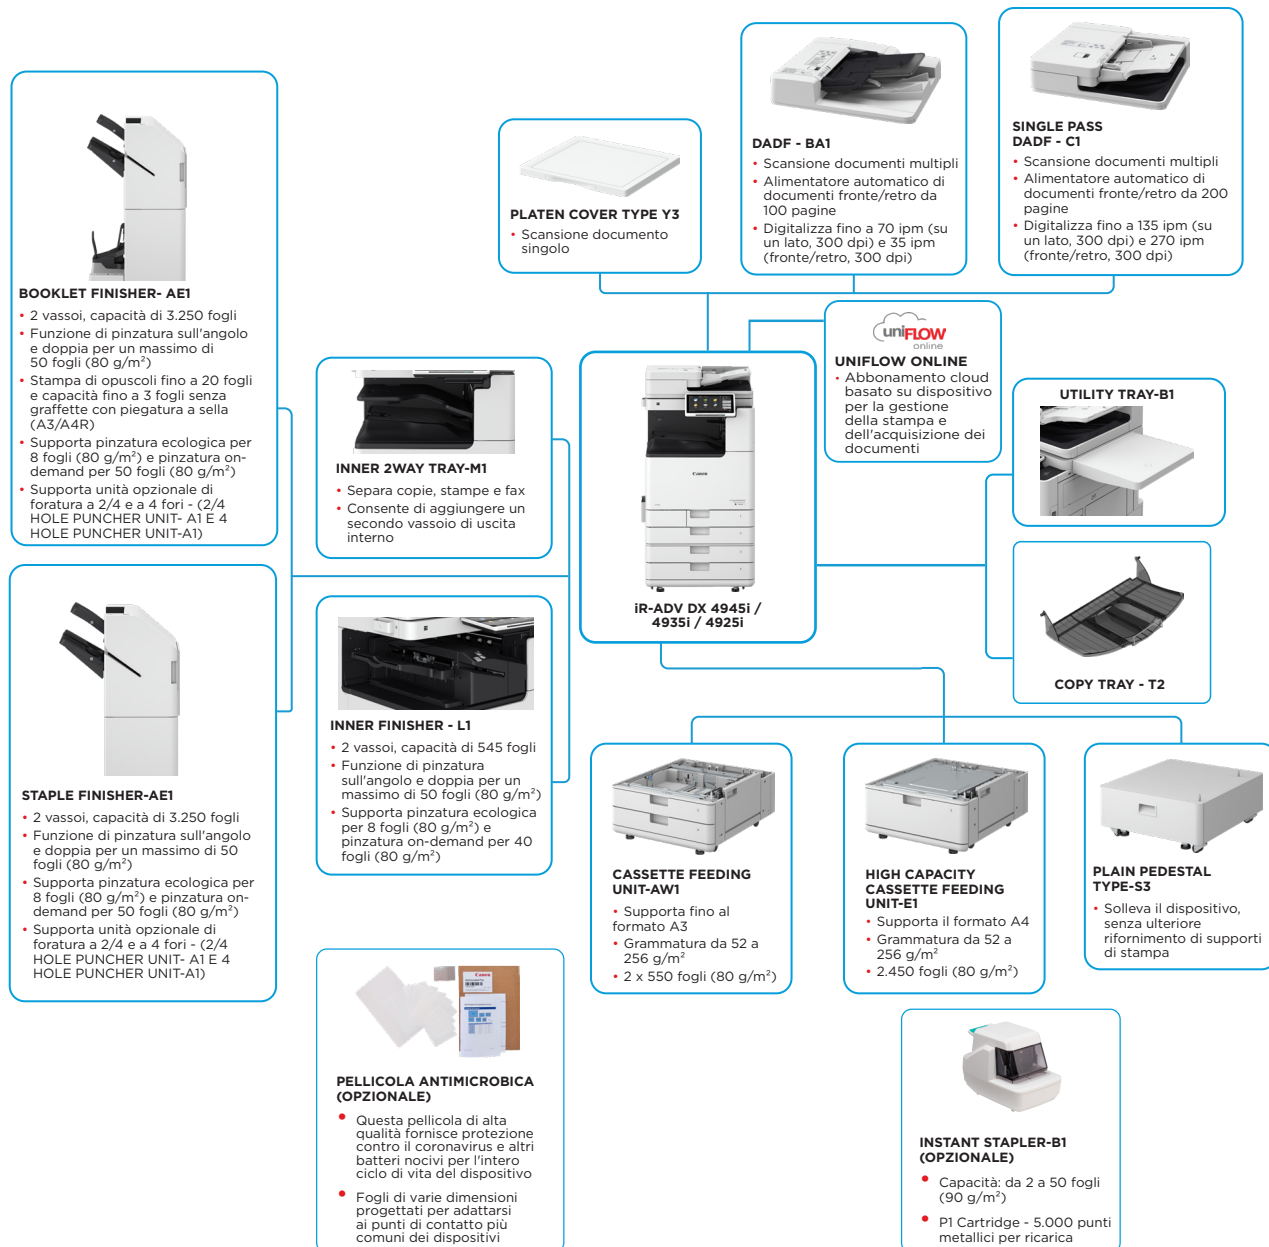 BOOKLET FINISHER- AE1
• 2 vassoi, capacità di 3.250 fogli
• Funzione di pinzatura sull'angolo
e doppia per un massimo di
50 fogli (80 g/m²)
• Stampa di opuscoli fino a 20 fogli
e capacità fino a 3 fogli senza
graffette con piegatura a sella
(A3/A4R)
• Supporta pinzatura ecologica per
8 fogli (80 g/m²) e pinzatura on-
demand per 50 fogli (80 g/m²)
• Supporta unità opzionale di
foratura a 2/4 e a 4 fori - (2/4
HOLE PUNCHER UNIT- A1 E 4
HOLE PUNCHER UNIT-A1)
STAPLE FINISHER-AE1
• 2 vassoi, capacità di 3.250 fogli
• Funzione di pinzatura sull'angolo
e doppia per un massimo di 50
fogli (80 g/m²)
• Supporta pinzatura ecologica per
8 fogli (80 g/m²) e pinzatura on-
demand per 50 fogli (80 g/m²)
• Supporta unità opzionale di
foratura a 2/4 e a 4 fori - (2/4
HOLE PUNCHER UNIT- A1 E 4
HOLE PUNCHER UNIT-A1)
INNER 2WAY TRAY-M1
• Separa copie, stampe e fax
• Consente di aggiungere un
secondo vassoio di uscita
interno
INNER FINISHER - L1
• 2 vassoi, capacità di 545 fogli
• Funzione di pinzatura
sull'angolo e doppia per un
massimo di 50 fogli (80 g/m²)
• Supporta pinzatura ecologica
per 8 fogli (80 g/m²) e
pinzatura on-demand per 40
fogli (80 g/m²)
Canon
PELLICOLA ANTIMICROBICA
(OPZIONALE)
• Questa pellicola di alta
qualità fornisce protezione
contro il coronavirus e altri
batteri nocivi per l'intero
ciclo di vita del dispositivo
• Fogli di varie dimensioni
progettati per adattarsi
ai punti di contatto più
comuni dei dispositivi
PLATEN COVER TYPE Y3
• Scansione documento
singolo
DADF - BA1
• Scansione documenti multipli
• Alimentatore automatico di
documenti fronte/retro da
100 pagine
• Digitalizza fino a 70 ipm (su
un lato, 300 dpi) e 35 ipm
(fronte/retro, 300 dpi)
SINGLE PASS
DADF - C1
• Scansione documenti multipli
• Alimentatore automatico di
documenti fronte/retro da 200
pagine
• Digitalizza fino a 135 ipm (su
un lato, 300 dpi) e 270 ipm
(fronte/retro, 300 dpi)
uniFLOW
online
UNIFLOW ONLINE
• Abbonamento cloud
basato su dispositivo
per la gestione
della stampa e
dell'acquisizione dei
documenti
Canon
iR-ADV DX 4945i /
4935i / 4925i
UTILITY TRAY-B1
COPY TRAY - T2
CASSETTE FEEDING
UNIT-AW1
• Supporta fino al
formato A3
• Grammatura da 52 a
256 g/m²
• 2 x 550 fogli (80 g/m²)
HIGH CAPACITY
CASSETTE FEEDING
UNIT-E1
• Supporta il formato A4
• Grammatura da 52 a
256 g/m²
• 2.450 fogli (80 g/m²)
PLAIN PEDESTAL
TYPE-S3
• Solleva il dispositivo,
senza ulteriore
rifornimento di supporti
di stampa
INSTANT STAPLER-B1
(OPZIONALE)
• Capacità: da 2 a 50 fogli
(90 g/m²)
• P1 Cartridge - 5.000 punti
metallici per ricarica